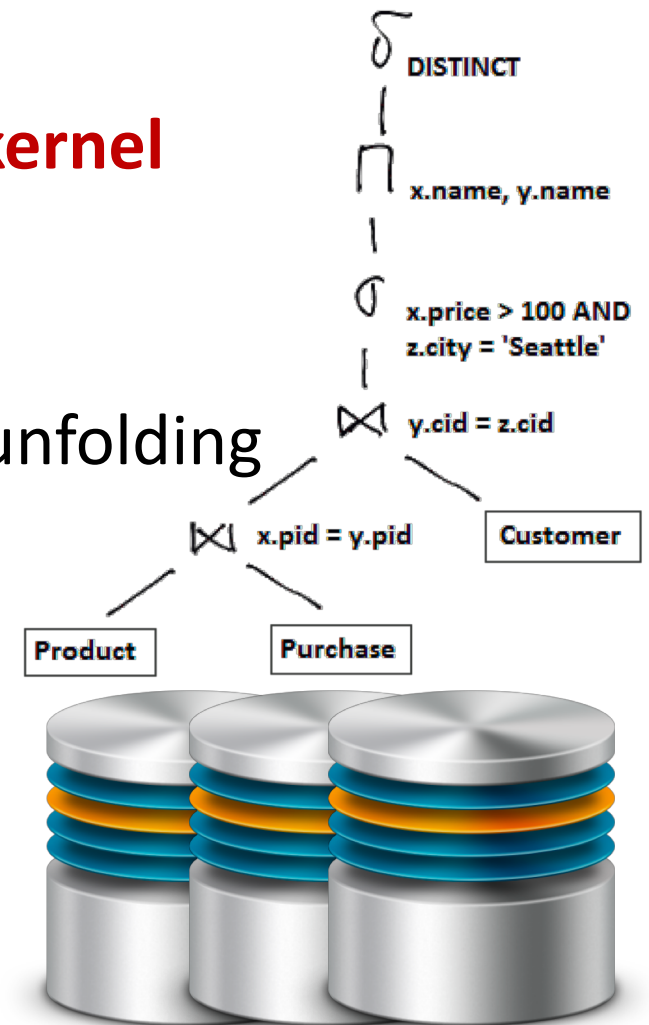 δ DISTINCT
kernel
Π x.name, y.name
σ x.price > 100 AND
z.city = 'Seattle'
⋈ y.cid = z.cid
unfolding
⋈ x.pid = y.pid
Customer
Product
Purchase